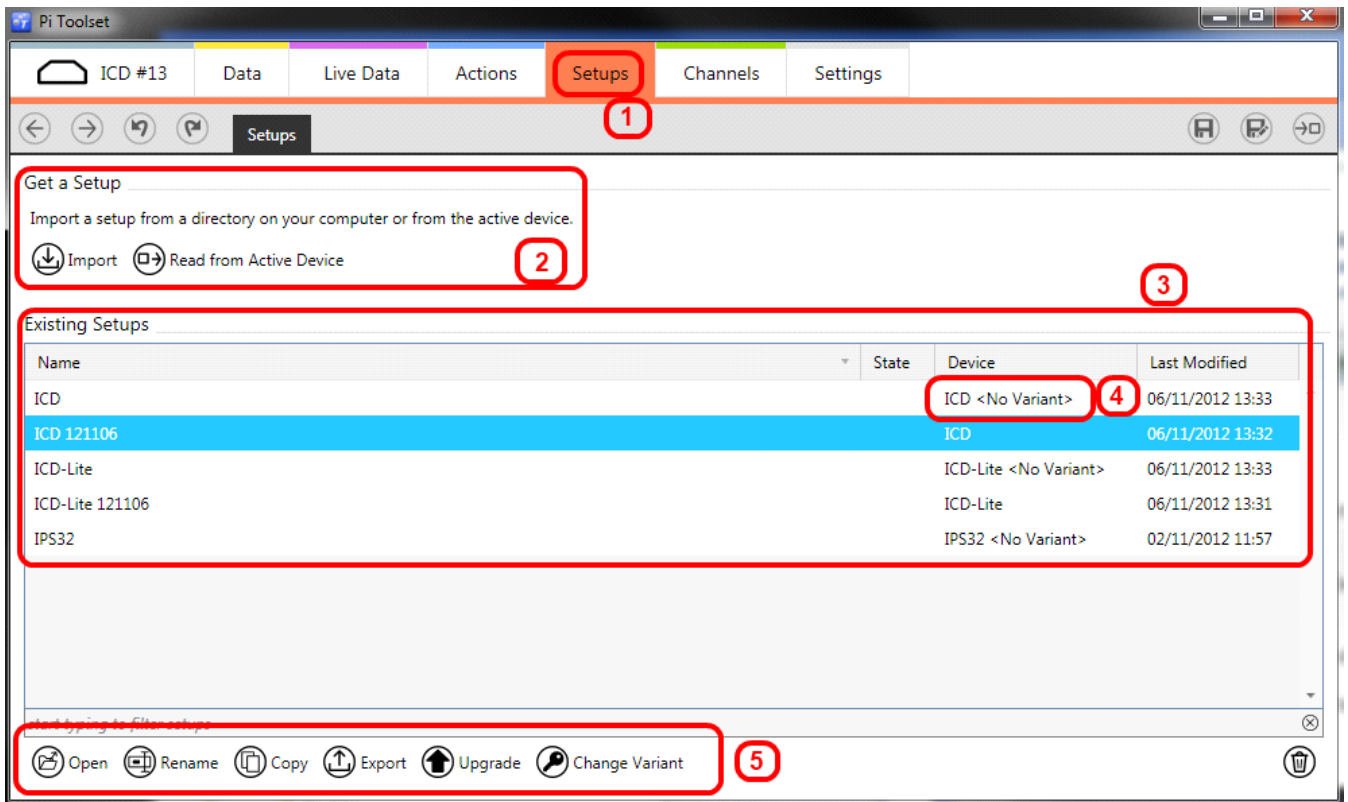 Pi Toolset
ICD #13 Data Live Data Actions Setups Channels Settings
1
Setups
Get a Setup
Import a setup from a directory on your computer or from the active device.
Import Read from Active Device
2
3
Existing Setups
Name State Device Last Modified
ICD ICD <No Variant> 4 06/11/2012 13:33
ICD 121106 ICD 06/11/2012 13:32
ICD-Lite ICD-Lite <No Variant> 06/11/2012 13:33
ICD-Lite 121106 ICD-Lite 06/11/2012 13:31
IPS32 IPS32 <No Variant> 02/11/2012 11:57
start typing to filter setups
Open Rename Copy Export Upgrade Change Variant 5